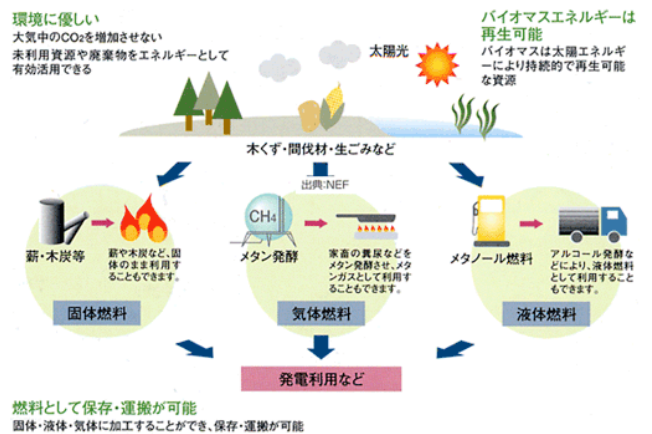 環境に優しい
大気中のCO2を増加させない
未利用資源や廃棄物をエネルギーとして
有効活用できる
バイオマスエネルギーは
再生可能
バイオマスは太陽エネルギ
ーにより持続的で再生可能
な資源
太陽光
木くず・間伐材・生ごみなど
出典:NEF
薪・木炭等
薪や木炭など、固
体のまま利用す
ることもできます。
固体燃料
CH4
メタン発酵
家畜の糞尿などを
メタン発酵させ、メタ
ンガスとして利用す
ることもできます。
気体燃料
メタノール燃料
アルコール発酵な
どにより、液体燃料
として利用すること
もできます。
液体燃料
発電利用など
燃料として保存・運搬が可能
固体・液体・気体に加工することができ、保存・運搬が可能